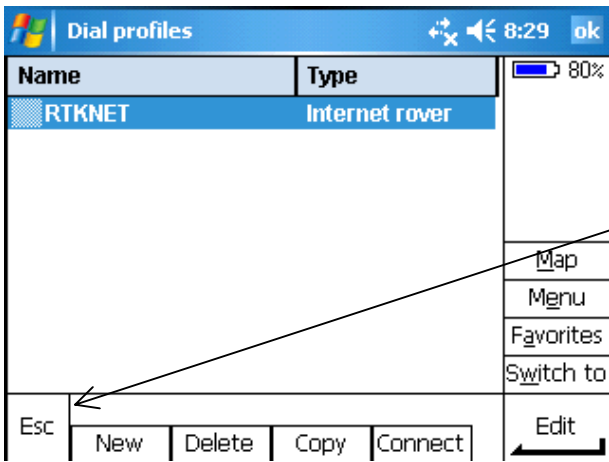 Dial profiles 8:29 ok
Name Type 80%
RTKNET Internet rover
Map
Menu
Favorites
Switch to
Esc New Delete Copy Connect Edit